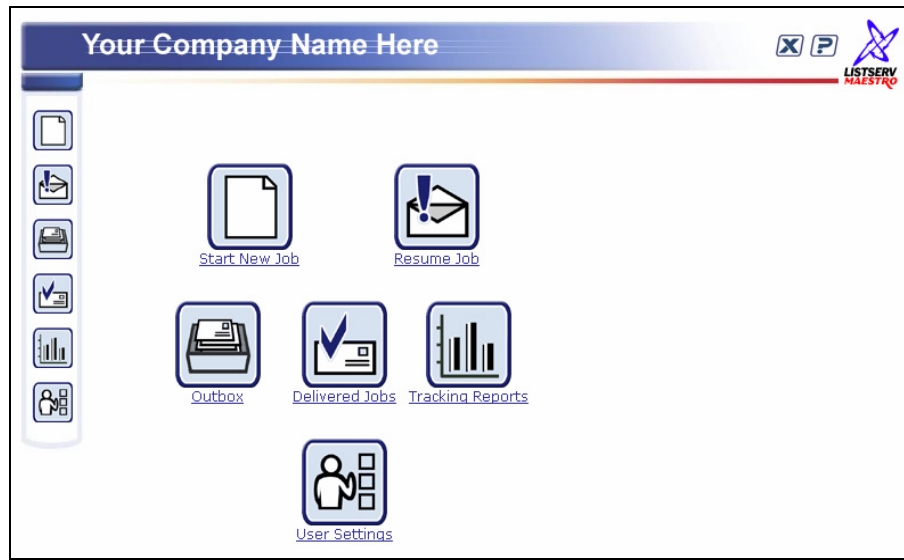 Your Company Name Here
LISTSERV
MAESTRO
Start New Job
Resume Job
Outbox
Delivered Jobs
Tracking Reports
User Settings